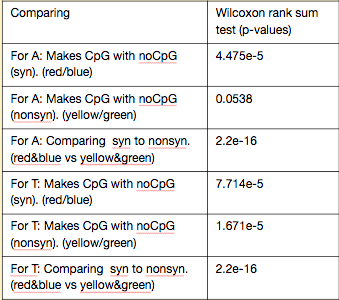 Comparing
Wilcoxon rank sum
test (p-values)
For A: Makes CpG with noCpG
(syn). (red/blue)
4.475e-5
For A: Makes CpG with noCpG
(nonsyn). (yellow/green)
0.0538
For A: Comparing  syn to nonsyn.
(red&blue vs yellow&green)
2.2e-16
For T: Makes CpG with noCpG
(syn). (red/blue)
7.714e-5
For T: Makes CpG with noCpG
(nonsyn). (yellow/green)
1.671e-5
For T: Comparing  syn to nonsyn.
(red&blue vs yellow&green)
2.2e-16